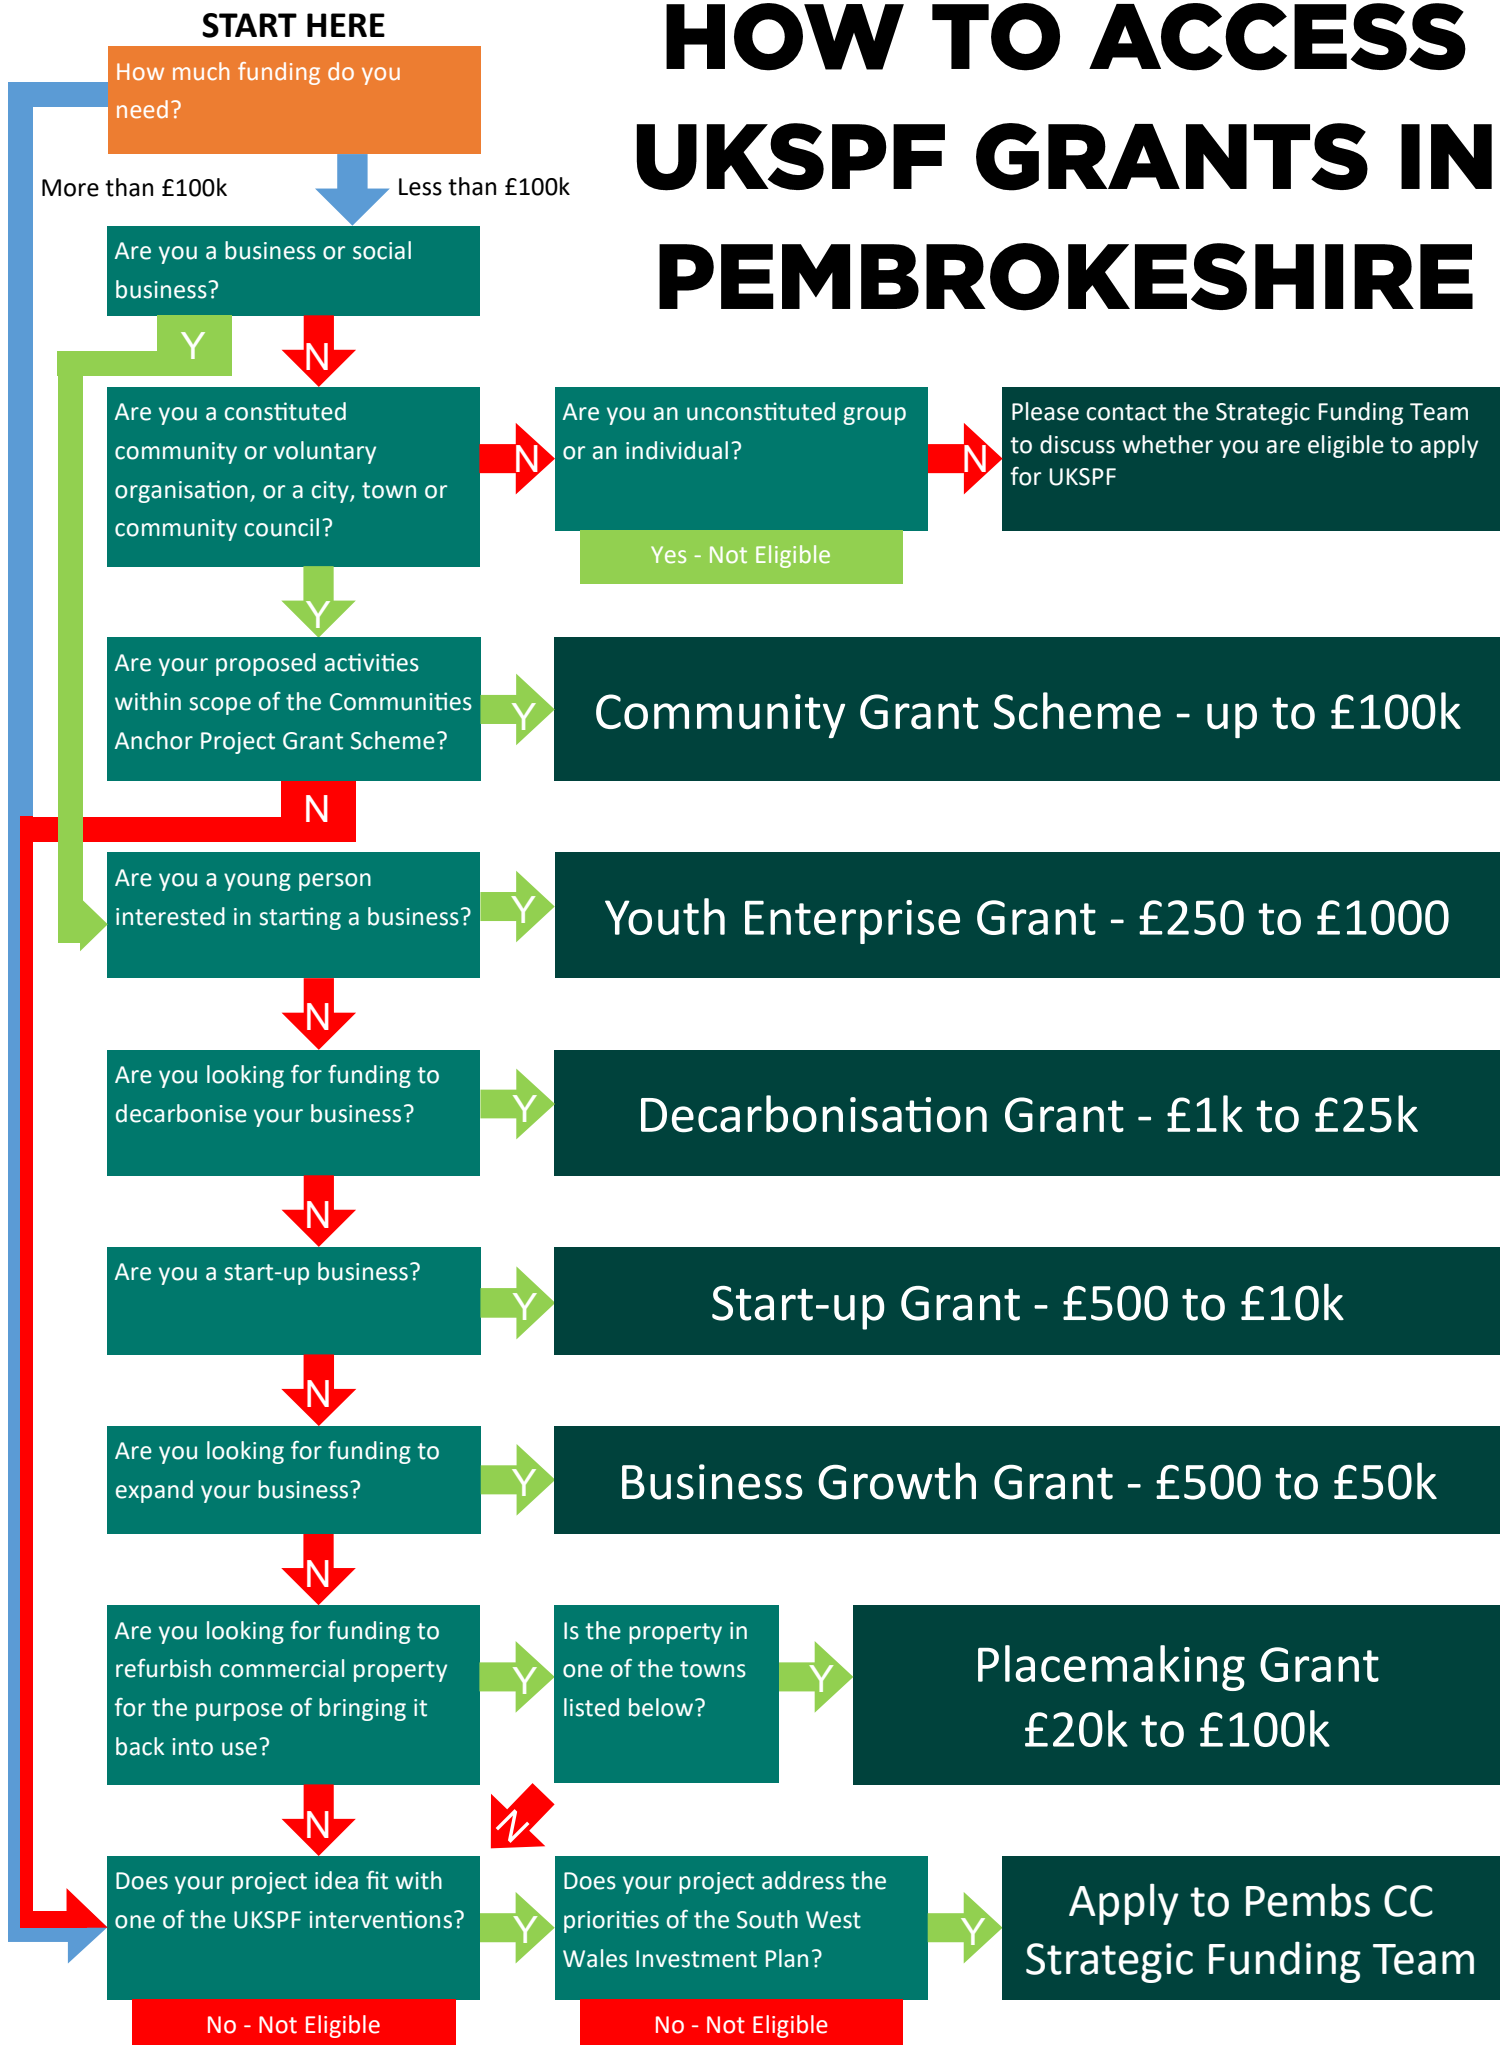 START HERE
HOW TO ACCESS
UKSPF GRANTS IN
PEMBROKESHIRE
How much funding do you
need?
More than £100k
Less than £100k
Are you a business or social
business?
Y
N
Are you a constituted
community or voluntary
organisation, or a city, town or
community council?
N
Are you an unconstituted group
or an individual?
N
Please contact the Strategic Funding Team
to discuss whether you are eligible to apply
for UKSPF
Yes - Not Eligible
Y
Are your proposed activities
within scope of the Communities
Anchor Project Grant Scheme?
Y
Community Grant Scheme - up to £100k
N
Are you a young person
interested in starting a business?
Y
Youth Enterprise Grant - £250 to £1000
N
Are you looking for funding to
decarbonise your business?
Y
Decarbonisation Grant - £1k to £25k
N
Are you a start-up business?
Y
Start-up Grant - £500 to £10k
N
Are you looking for funding to
expand your business?
Y
Business Growth Grant - £500 to £50k
N
Are you looking for funding to
refurbish commercial property
for the purpose of bringing it
back into use?
Y
Is the property in
one of the towns
listed below?
Y
Placemaking Grant
£20k to £100k
N
N
Does your project idea fit with
one of the UKSPF interventions?
Y
Does your project address the
priorities of the South West
Wales Investment Plan?
Y
Apply to Pembs CC
Strategic Funding Team
No - Not Eligible
No - Not Eligible